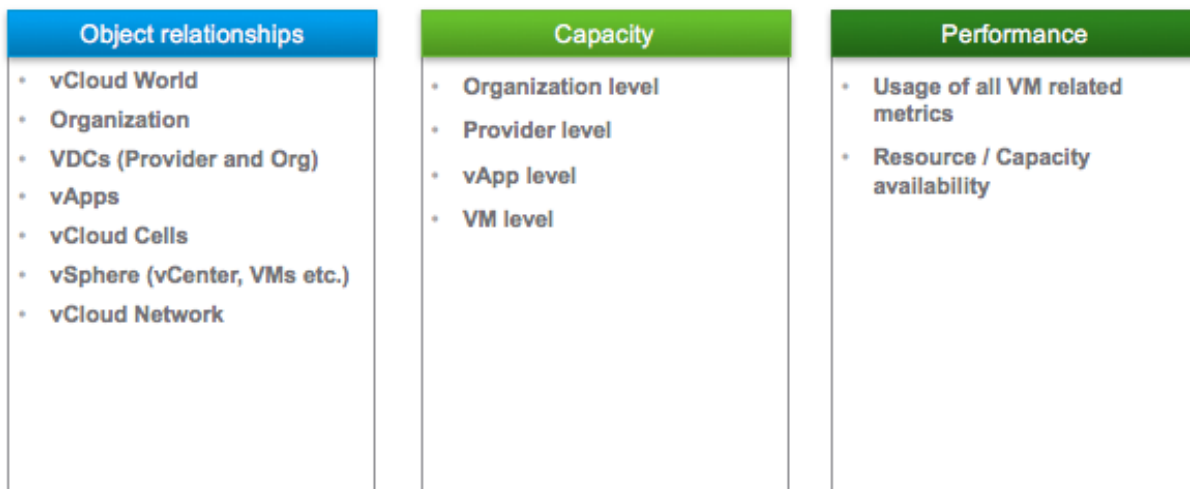 Object relationships
• vCloud World
• Organization
• VDCs (Provider and Org)
• vApps
• vCloud Cells
• vSphere (vCenter, VMs etc.)
• vCloud Network
Capacity
• Organization level
• Provider level
• vApp level
• VM level
Performance
• Usage of all VM related
metrics
• Resource / Capacity
availability